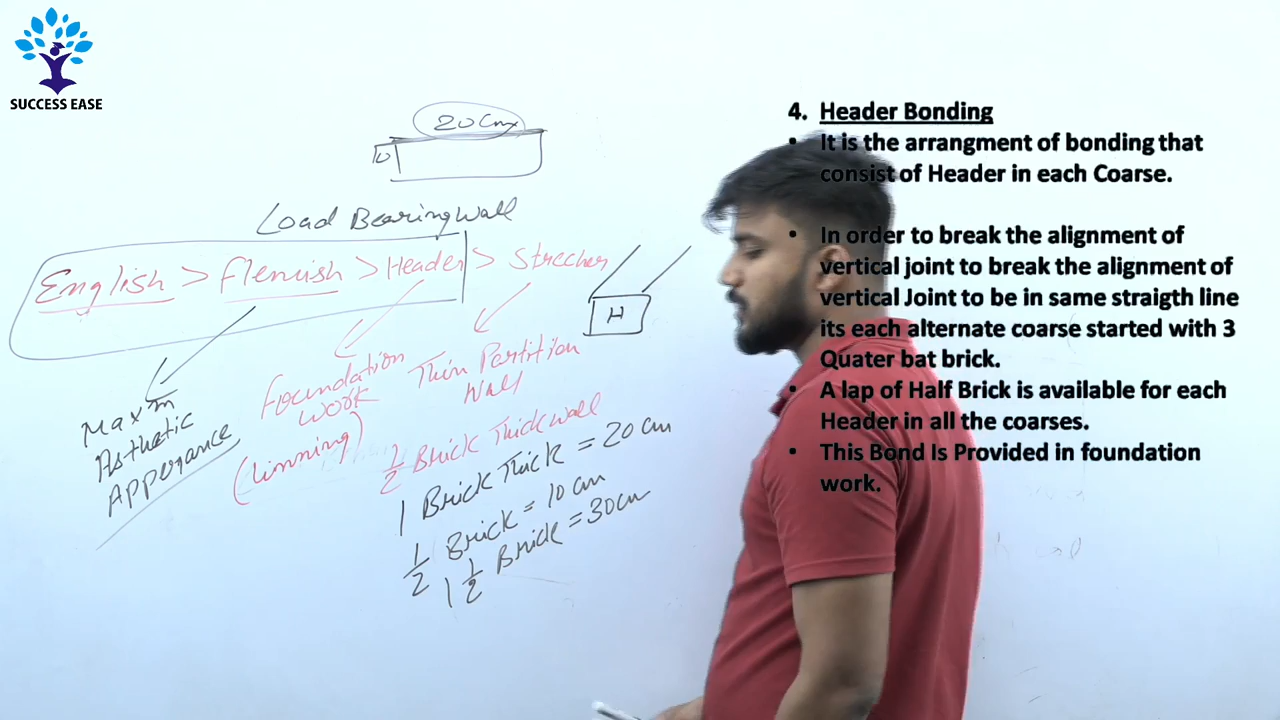 SUCCESS EASE
20cm
10
Load Bearing Wall
English > Flemish > Header > Strecher
H
Max m
Asthetic
Apperance
Foundation
work
(Linning)
Thin Partition
Wall
1/2 Brick Thick wall
1 Brick Thick = 20 cm
1/2 Brick = 10 cm
1 1/2 Brick = 30cm
4. Header Bonding
• It is the arrangment of bonding that
consist of Header in each Coarse.
• In order to break the alignment of
vertical joint to break the alignment of
vertical Joint to be in same straigth line
its each alternate coarse started with 3
Quater bat brick.
• A lap of Half Brick is available for each
Header in all the coarses.
• This Bond Is Provided in foundation
work.